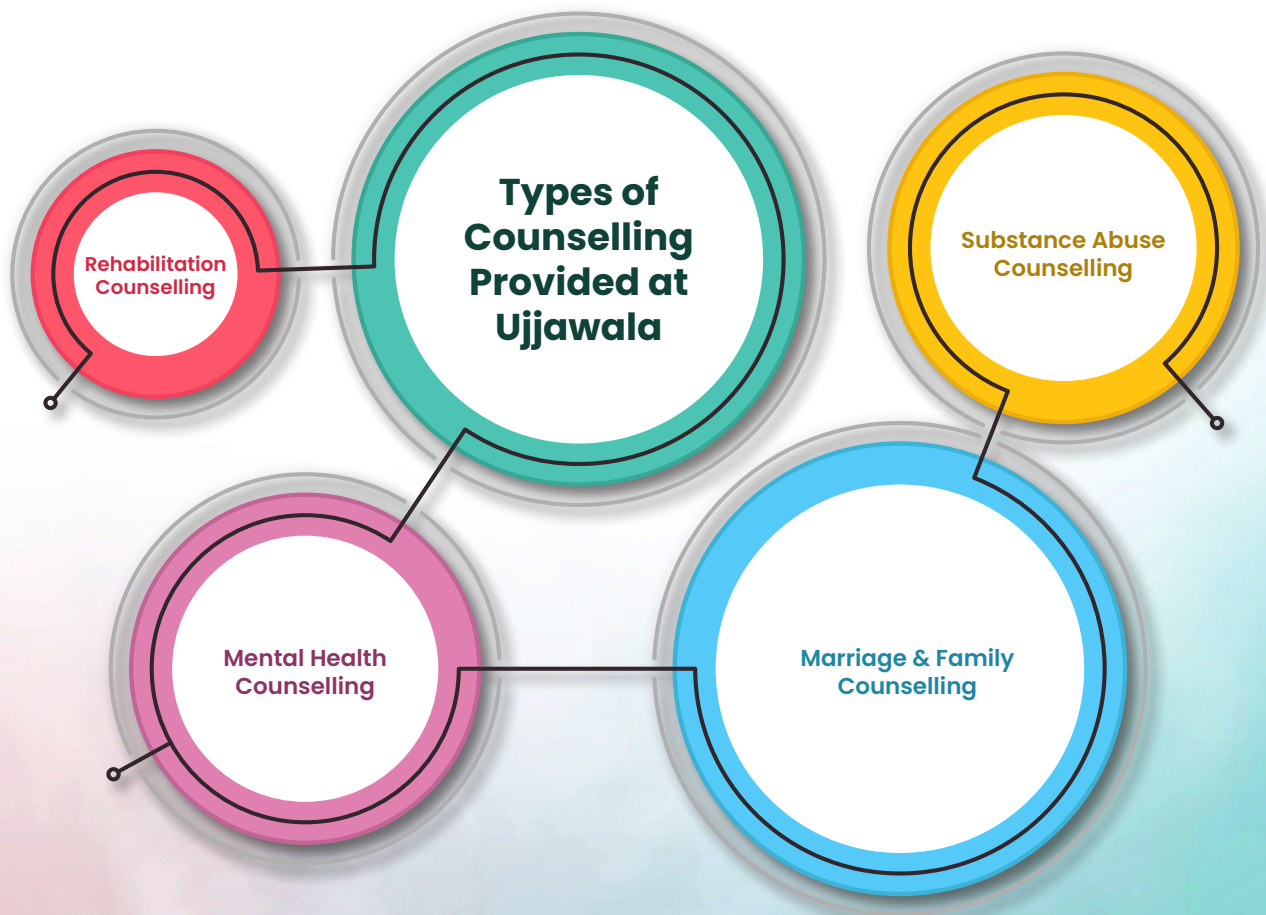 Types of
Counselling
Provided at
Ujjawala
Rehabilitation
Counselling
Substance Abuse
Counselling
Mental Health
Counselling
Marriage & Family
Counselling